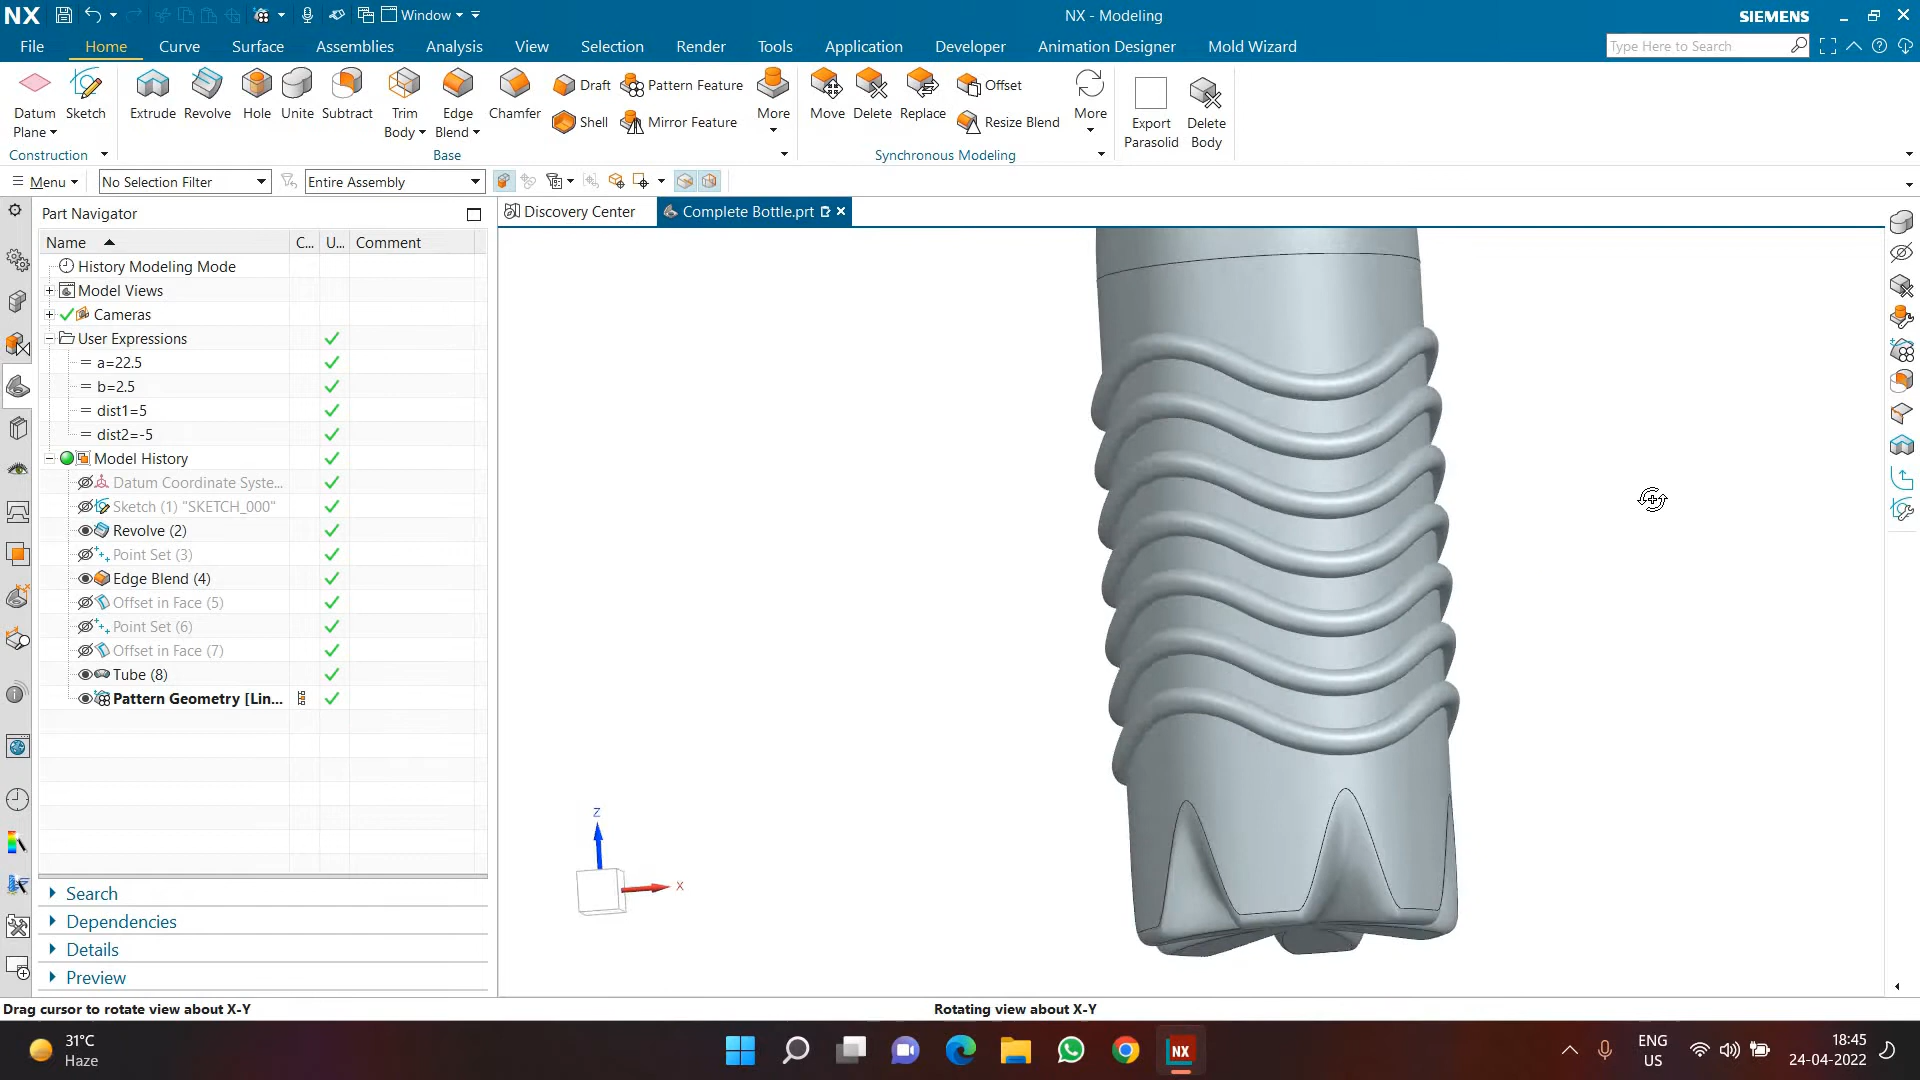 NX Window NX - Modeling SIEMENS
File Home Curve Surface Assemblies Analysis View Selection Render Tools Application Developer Animation Designer Mold Wizard Type Here to Search
Draft Pattern Feature Offset
Datum Plane Sketch Extrude Revolve Hole Unite Subtract Trim Body Edge Blend Chamfer Shell Mirror Feature More Move Delete Replace Resize Blend More Export Parasolid Delete Body
Construction Base Synchronous Modeling
Menu No Selection Filter Entire Assembly
Part Navigator Discovery Center Complete Bottle.prt
Name C... U... Comment
History Modeling Mode
Model Views
Cameras
User Expressions
= a=22.5
= b=2.5
= dist1=5
= dist2=-5
Model History
Datum Coordinate Syste...
Sketch (1) "SKETCH_000"
Revolve (2)
Point Set (3)
Edge Blend (4)
Offset in Face (5)
Point Set (6)
Offset in Face (7)
Tube (8)
Pattern Geometry [Lin...
Z
X
Search
Dependencies
Details
Preview
Drag cursor to rotate view about X-Y Rotating view about X-Y
31°C
Haze
NX
ENG
US
18:45
24-04-2022